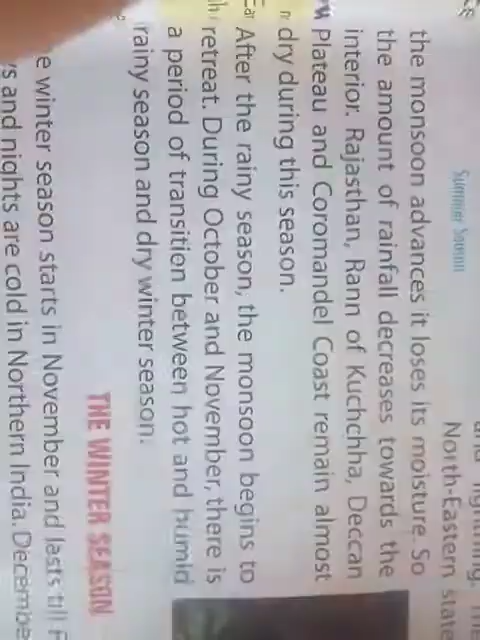 and lightning.
North-Eastern state
Summer Season
the monsoon advances it loses its moisture. So
the amount of rainfall decreases towards the
interior. Rajasthan, Rann of Kuchchha, Deccan
Plateau and Coromandel Coast remain almost
dry during this season.
After the rainy season, the monsoon begins to
retreat. During October and November, there is
a period of transition between hot and humid
rainy season and dry winter season.
THE WINTER SEASON
e winter season starts in November and lasts till F
s and nights are cold in Northern India. Decembe